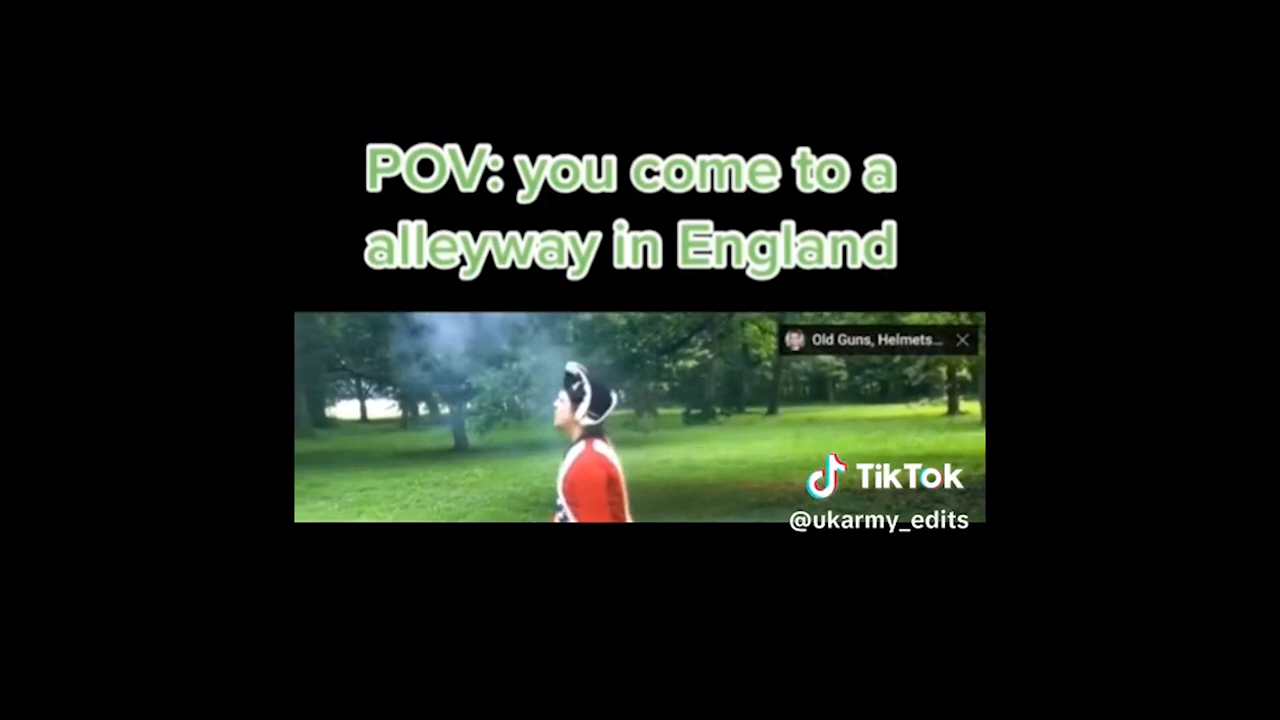 POV: you come to a
alleyway in England
Old Guns, Helmets...
TikTok
@ukarmy_edits